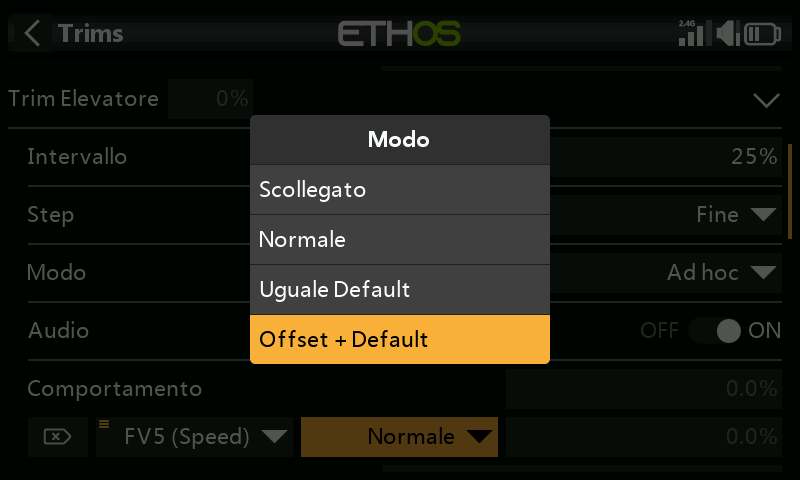 Trims
ETHOS
2.4G
Trim Elevatore 0%
Modo
Intervallo 25%
Scollegato
Step Fine
Normale
Modo Ad hoc
Uguale Default
Audio OFF ON
Offset + Default
Comportamento 0.0%
FV5 (Speed) Normale 0.0%